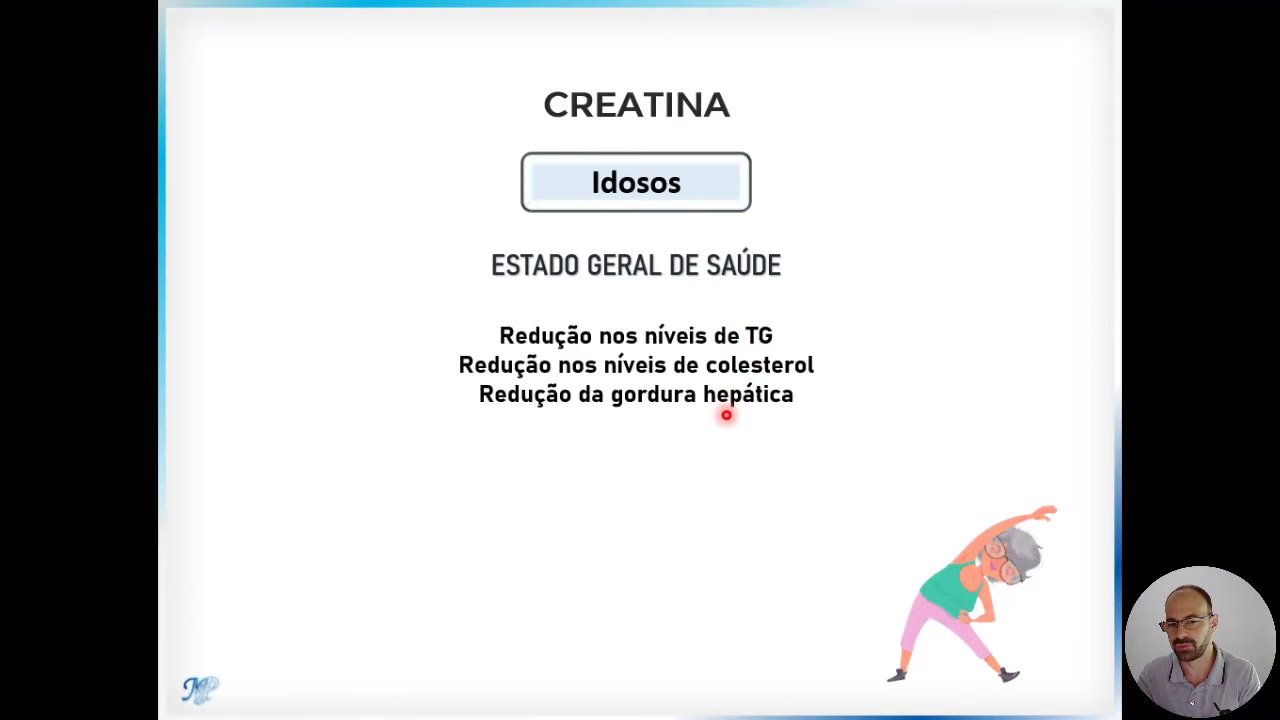 CREATINA
Idosos
ESTADO GERAL DE SAÚDE
Redução nos níveis de TG
Redução nos níveis de colesterol
Redução da gordura hepática